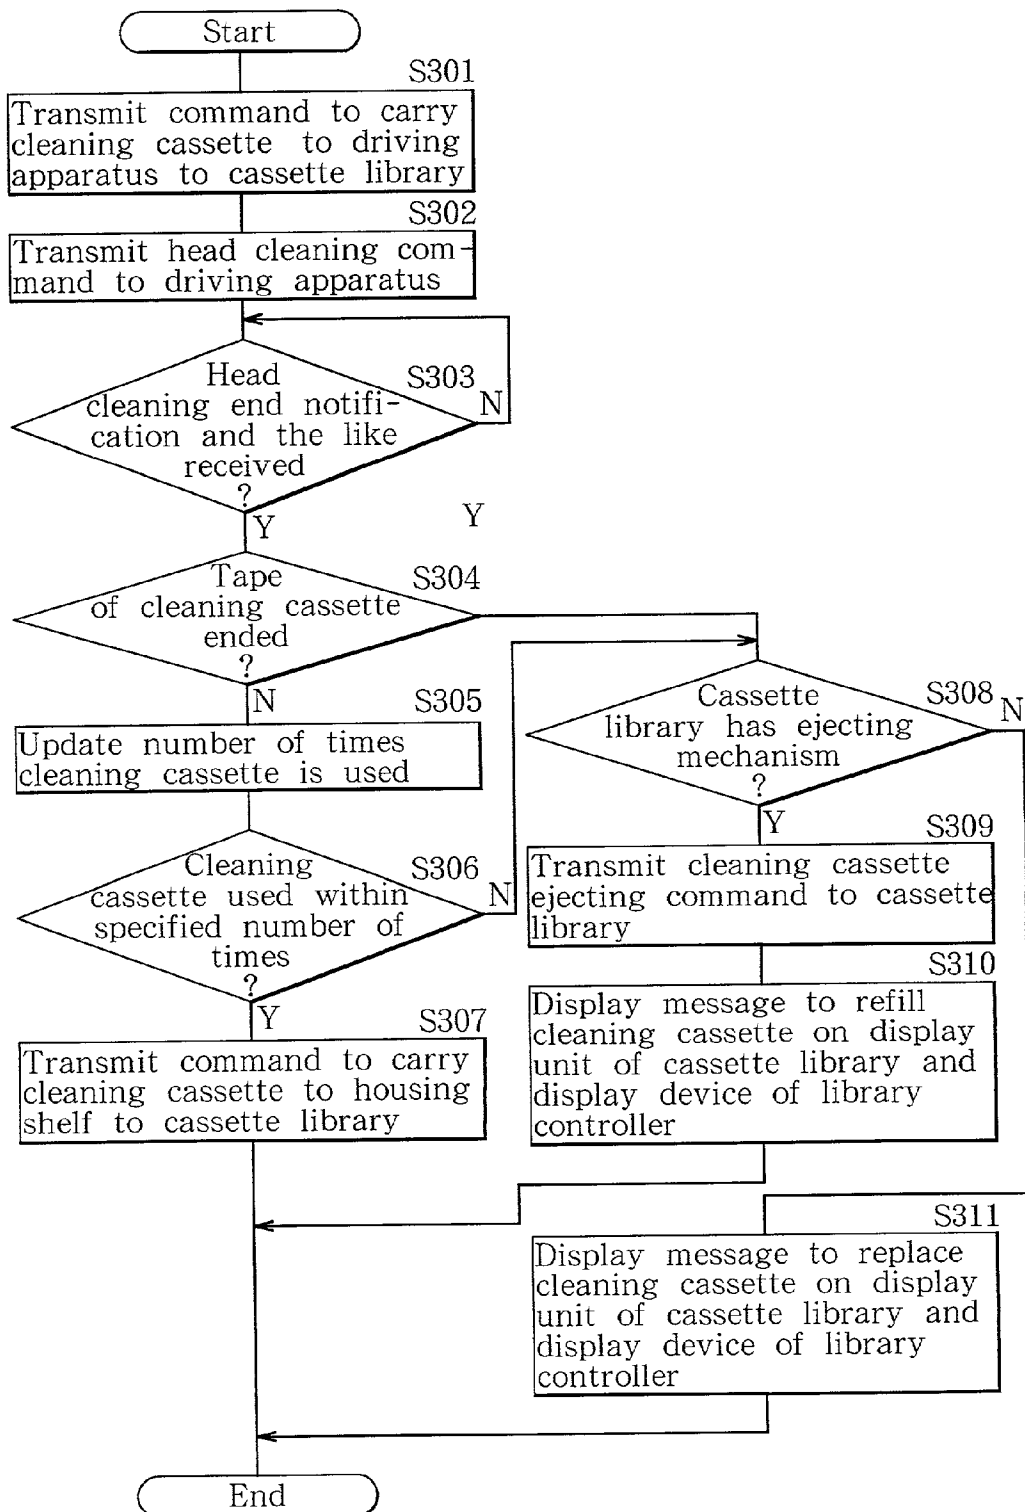 Start
S301
Transmit command to carry
cleaning cassette to driving
apparatus to cassette library
S302
Transmit head cleaning com-
mand to driving apparatus
S303
Head
cleaning end notifi-
cation and the like
received
?
N
Y
Y
S304
Tape
of cleaning cassette
ended
?
N
S305
Update number of times
cleaning cassette is used
S306
Cleaning
cassette used within
specified number of
times
?
N
Y
S307
Transmit command to carry
cleaning cassette to housing
shelf to cassette library
S308
Cassette
library has ejecting
mechanism
?
N
Y
S309
Transmit cleaning cassette
ejecting command to cassette
library
S310
Display message to refill
cleaning cassette on display
unit of cassette library and
display device of library
controller
S311
Display message to replace
cleaning cassette on display
unit of cassette library and
display device of library
controller
End